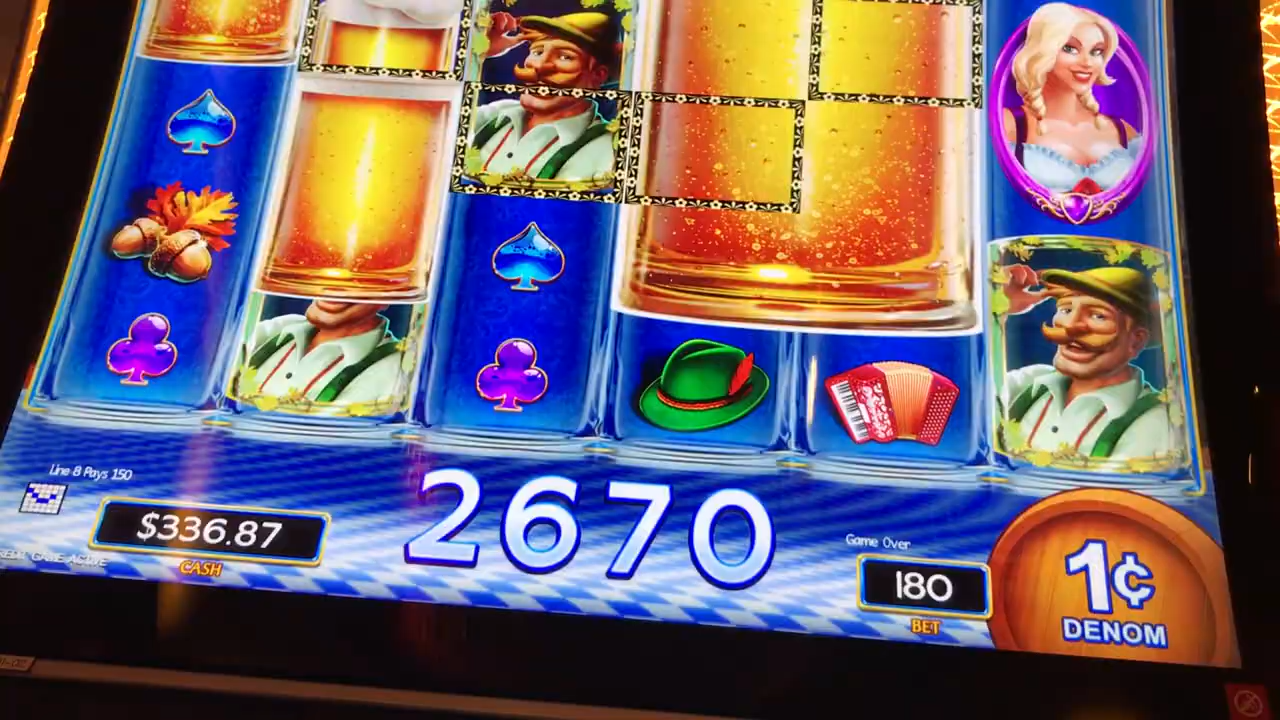 Line 8 Pays 150
$336.87
CASH
2670
Game Over
180
BET
1¢
DENOM